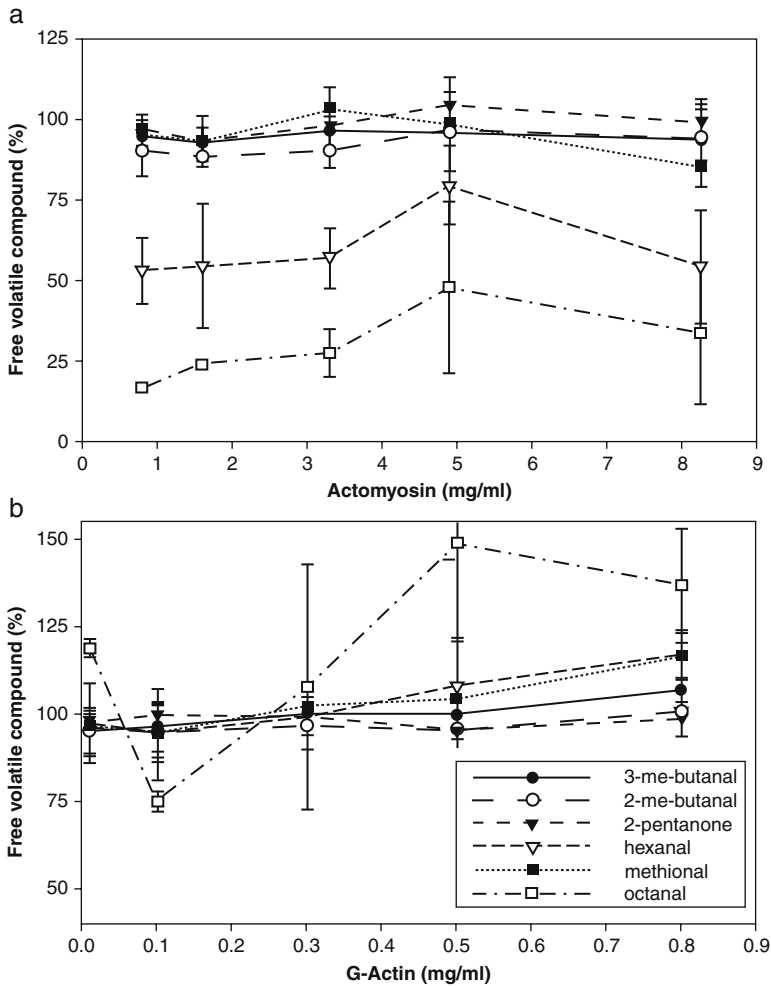 a
125
100
75
50
25
0
Free volatile compound (%)
0 1 2 3 4 5 6 7 8 9
Actomyosin (mg/ml)
b
150
125
100
75
50
Free volatile compound (%)
3-me-butanal
2-me-butanal
2-pentanone
hexanal
methional
octanal
0.0 0.1 0.2 0.3 0.4 0.5 0.6 0.7 0.8 0.9
G-Actin (mg/ml)